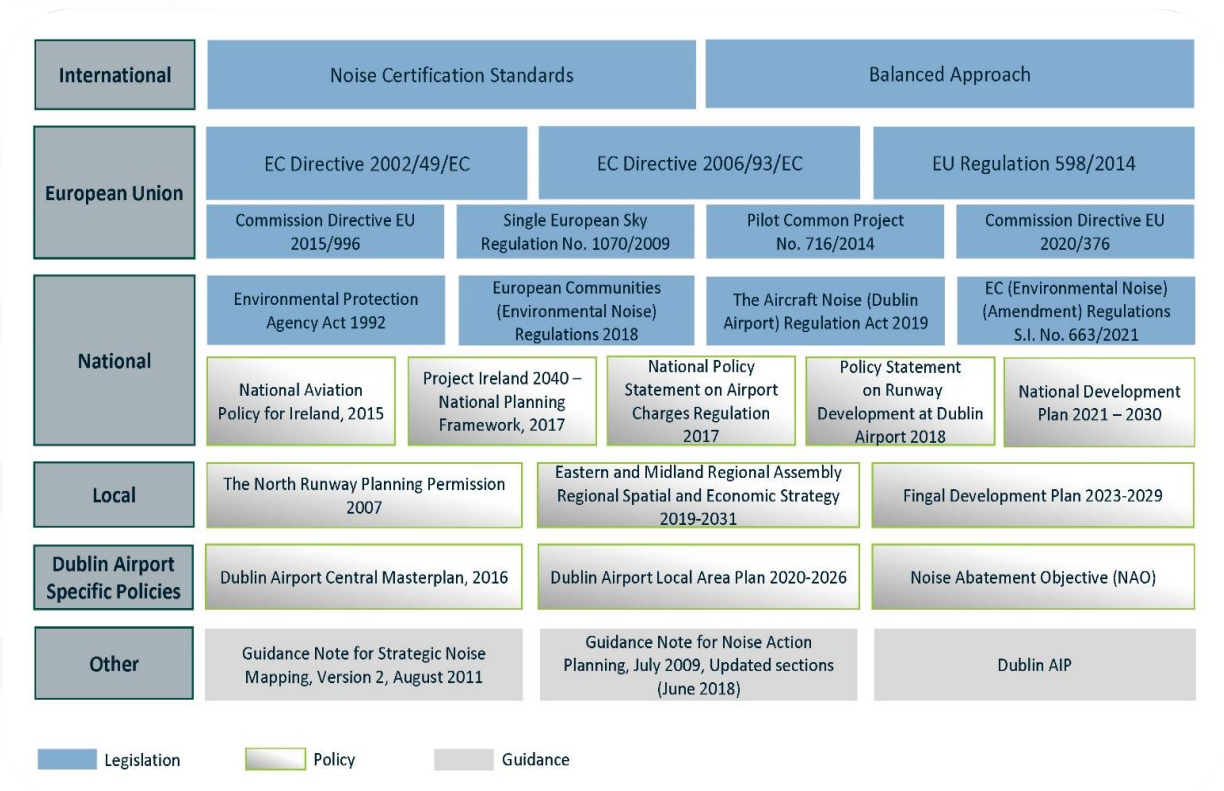 International
Noise Certification Standards
Balanced Approach
European Union
EC Directive 2002/49/EC
EC Directive 2006/93/EC
EU Regulation 598/2014
Commission Directive EU
2015/996
Single European Sky
Regulation No. 1070/2009
Pilot Common Project
No. 716/2014
Commission Directive EU
2020/376
National
Environmental Protection
Agency Act 1992
European Communities
(Environmental Noise)
Regulations 2018
The Aircraft Noise (Dublin
Airport) Regulation Act 2019
EC (Environmental Noise)
(Amendment) Regulations
S.I. No. 663/2021
National Aviation
Policy for Ireland, 2015
Project Ireland 2040 –
National Planning
Framework, 2017
National Policy
Statement on Airport
Charges Regulation
2017
Policy Statement
on Runway
Development at Dublin
Airport 2018
National Development
Plan 2021 – 2030
Local
The North Runway Planning Permission
2007
Eastern and Midland Regional Assembly
Regional Spatial and Economic Strategy
2019-2031
Fingal Development Plan 2023-2029
Dublin Airport
Specific Policies
Dublin Airport Central Masterplan, 2016
Dublin Airport Local Area Plan 2020-2026
Noise Abatement Objective (NAO)
Other
Guidance Note for Strategic Noise
Mapping, Version 2, August 2011
Guidance Note for Noise Action
Planning, July 2009, Updated sections
(June 2018)
Dublin AIP
Legislation
Policy
Guidance